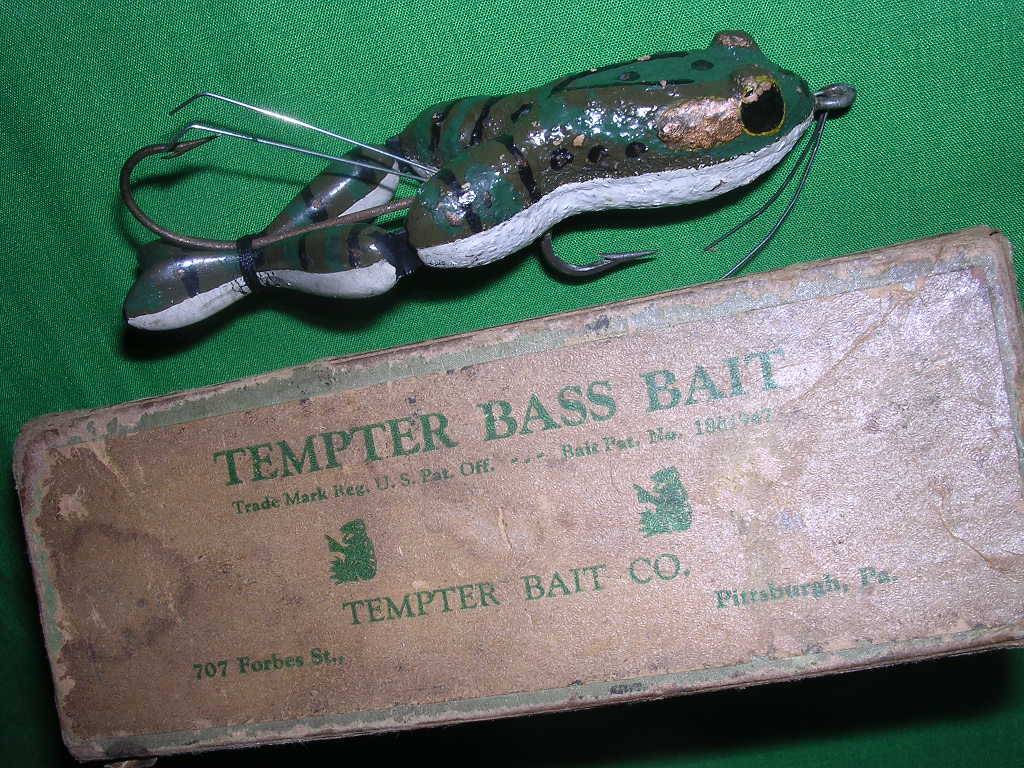 TEMPTER BASS BAIT
Trade Mark Reg. U. S. Pat. Off. - - - Bait Pat. No.
TEMPTER BAIT CO.
707 Forbes St., Pittsburgh, Pa.